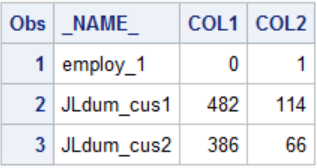 Obs _NAME_ COL1 COL2
1 employ_1 0 1
2 JLdum_cus1 482 114
3 JLdum_cus2 386 66